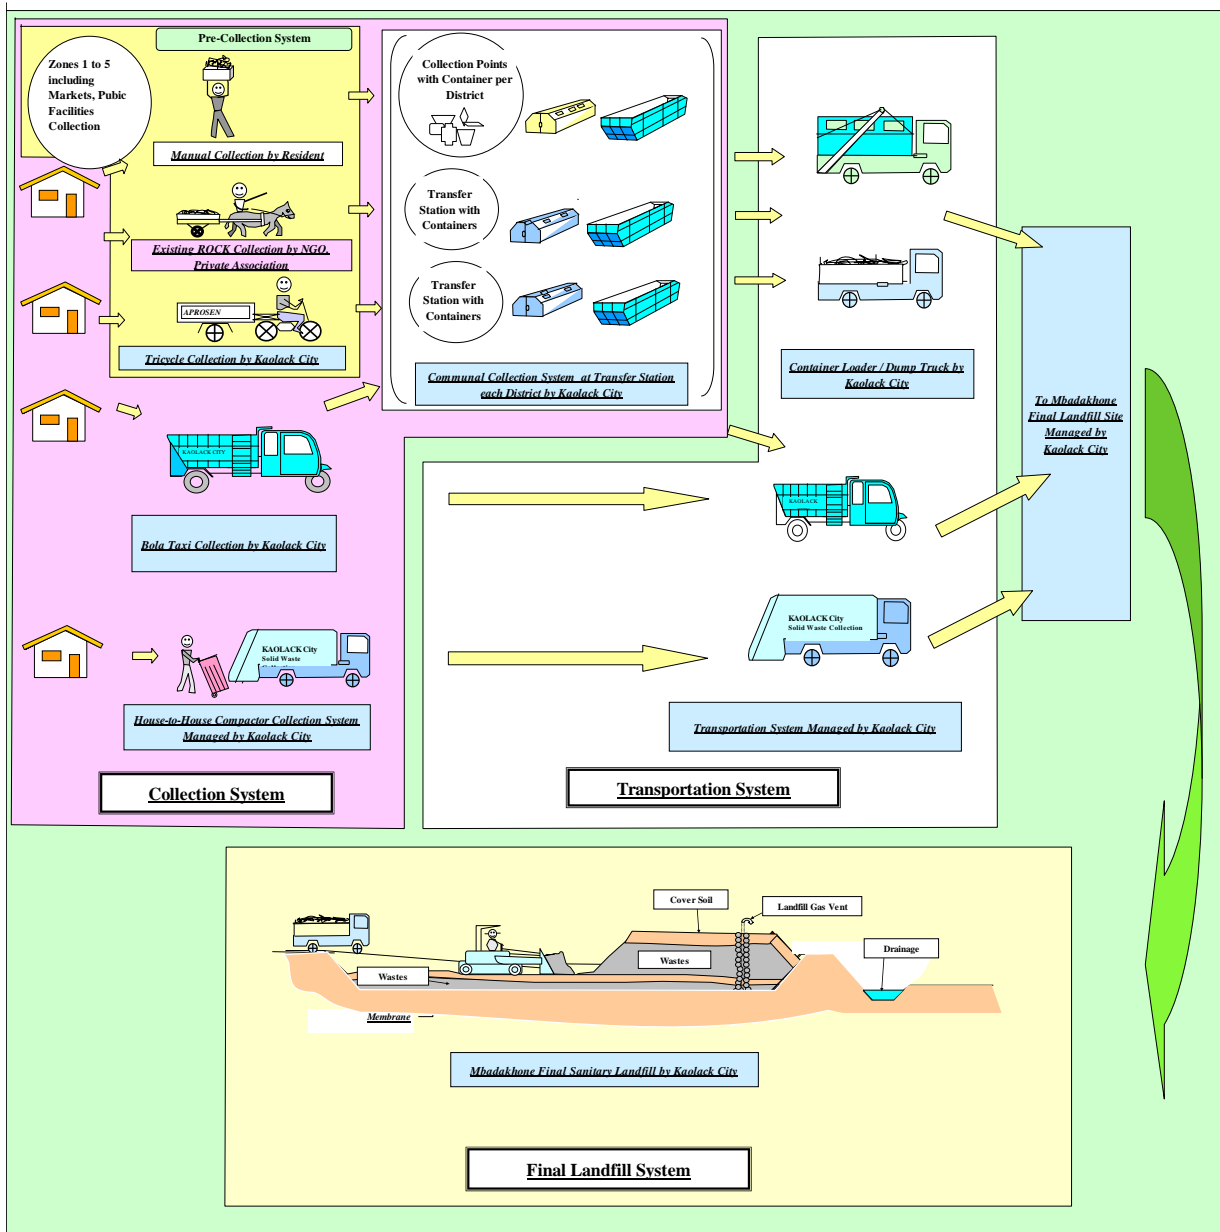 Pre-Collection System
Zones 1 to 5
including
Markets, Pubic
Facilities
Collection
Manual Collection by Resident
Existing ROCK Collection by NGO,
Private Association
APROSEN
Tricycle Collection by Kaolack City
KAOLACK CITY
Bola Taxi Collection by Kaolack City
KAOLACK City
Solid Waste
House-to-House Compactor Collection System
Managed by Kaolack City
Collection System
Collection Points
with Container per
District
Transfer
Station with
Containers
Transfer
Station with
Containers
Communal Collection System at Transfer Station
each District by Kaolack City
Container Loader / Dump Truck by
Kaolack City
KAOLACK
KAOLACK City
Solid Waste Collection
Transportation System Managed by Kaolack City
Transportation System
To Mbadakhone
Final Landfill Site
Managed by
Kaolack City
Cover Soil
Landfill Gas Vent
Drainage
Wastes
Wastes
Membrane
Mbadakhone Final Sanitary Landfill by Kaolack City
Final Landfill System